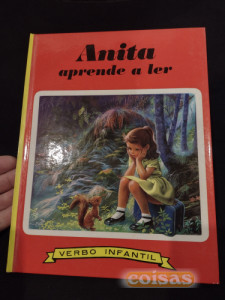 Anita
aprende a ler
VERBO INFANTIL
coisas